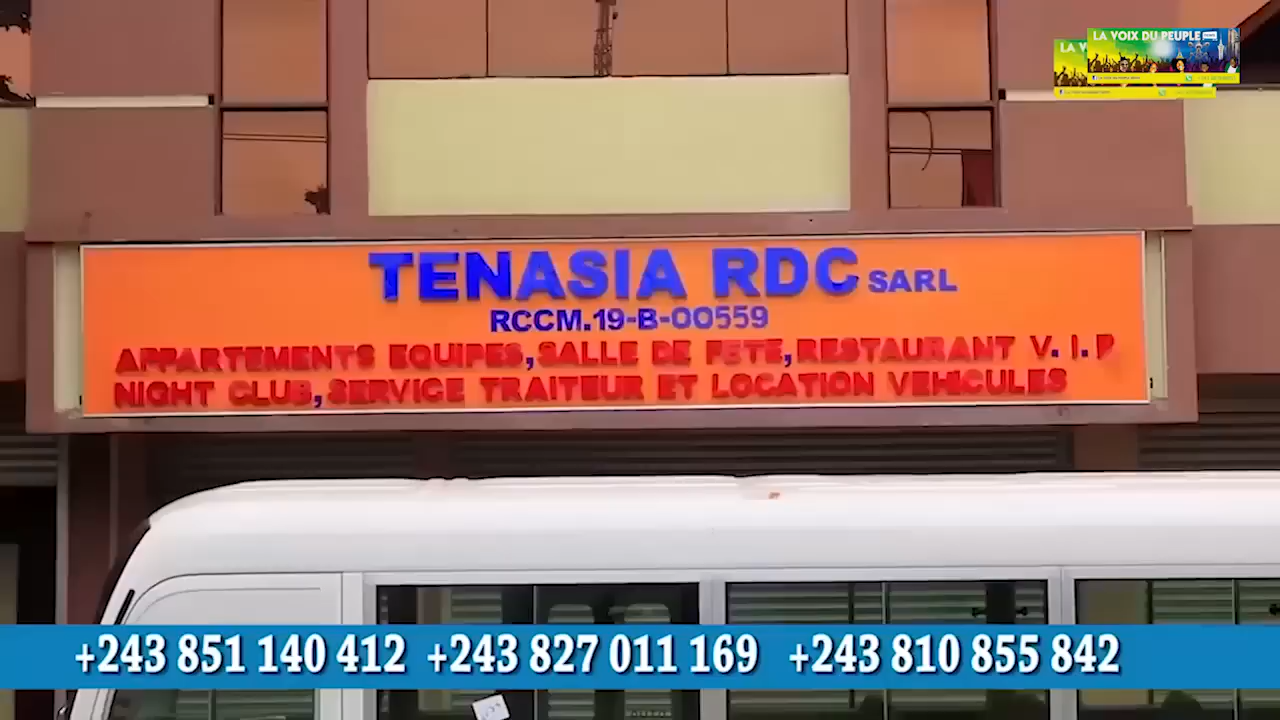 LA VOIX DU PEUPLE
LA V
TENASIA RDC SARL
RCCM.19-B-00559
APPARTEMENTS EQUIPES, SALLE DE FETE, RESTAURANT V. I. P
NIGHT CLUB, SERVICE TRAITEUR ET LOCATION VEHICULES
+243 851 140 412 +243 827 011 169 +243 810 855 842